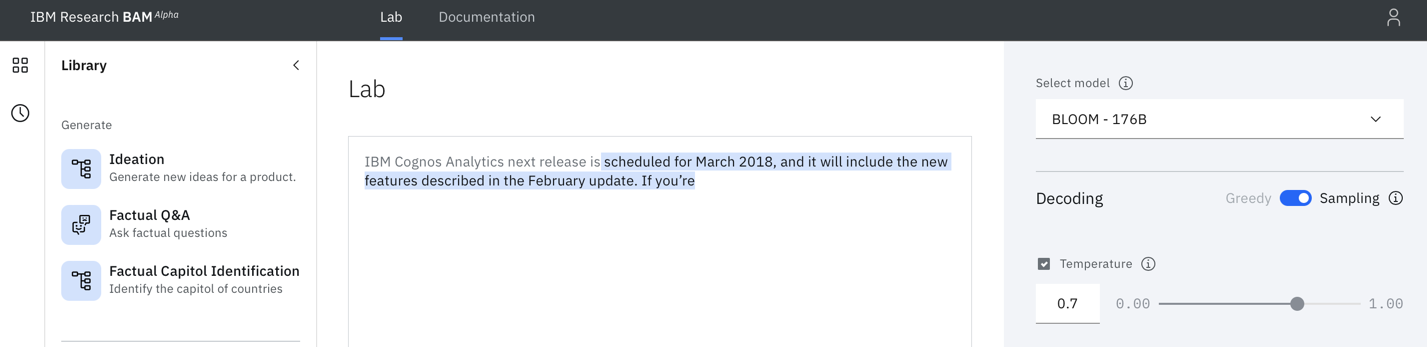 IBM Research BAM Alpha
Lab
Documentation
Library
Generate
Ideation
Generate new ideas for a product.
Factual Q&A
Ask factual questions
Factual Capitol Identification
Identify the capitol of countries
Lab
IBM Cognos Analytics next release is scheduled for March 2018, and it will include the new
features described in the February update. If you’re
Select model
BLOOM - 176B
Decoding
Greedy
Sampling
Temperature
0.7
0.00
1.00